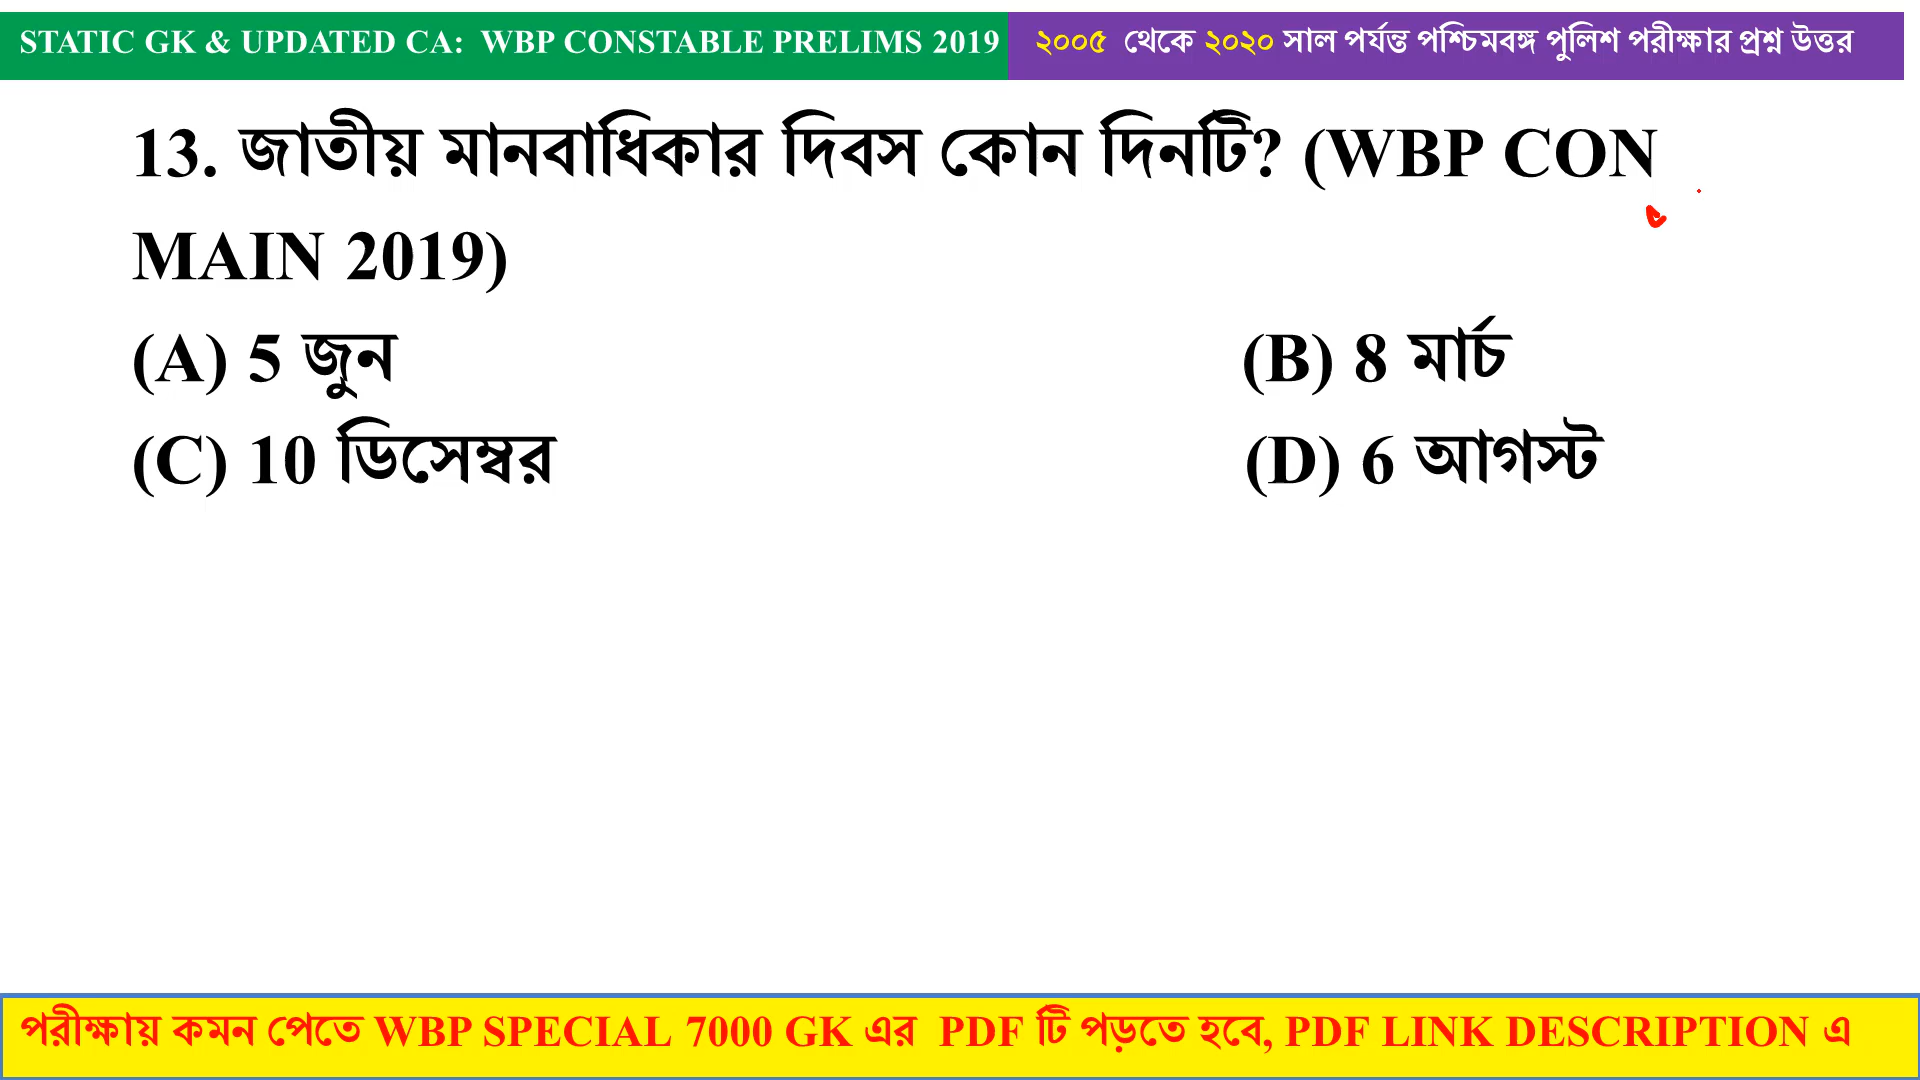 STATIC GK & UPDATED CA: WBP CONSTABLE PRELIMS 2019 ২০০৫ থেকে ২০২০ সাল পর্যন্ত পশ্চিমবঙ্গ পুলিশ পরীক্ষার প্রশ্ন উত্তর
13. জাতীয় মানবাধিকার দিবস কোন দিনটি? (WBP CON
MAIN 2019)
(A) 5 জুন (B) 8 মার্চ
(C) 10 ডিসেম্বর (D) 6 আগস্ট
পরীক্ষায় কমন পেতে WBP SPECIAL 7000 GK এর PDF টি পড়তে হবে, PDF LINK DESCRIPTION এ